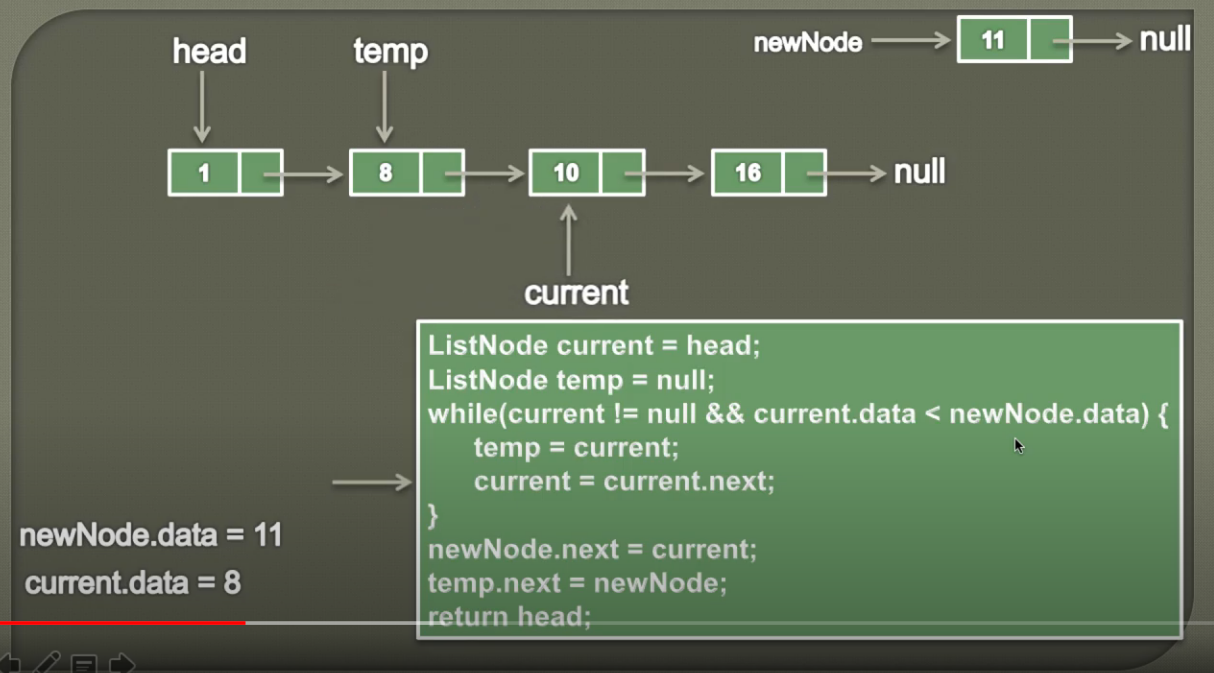 head
temp
newNode
11
null
1
8
10
16
null
current
ListNode current = head;
ListNode temp = null;
while(current != null && current.data < newNode.data) {
temp = current;
current = current.next;
}
newNode.next = current;
temp.next = newNode;
return head;
newNode.data = 11
current.data = 8